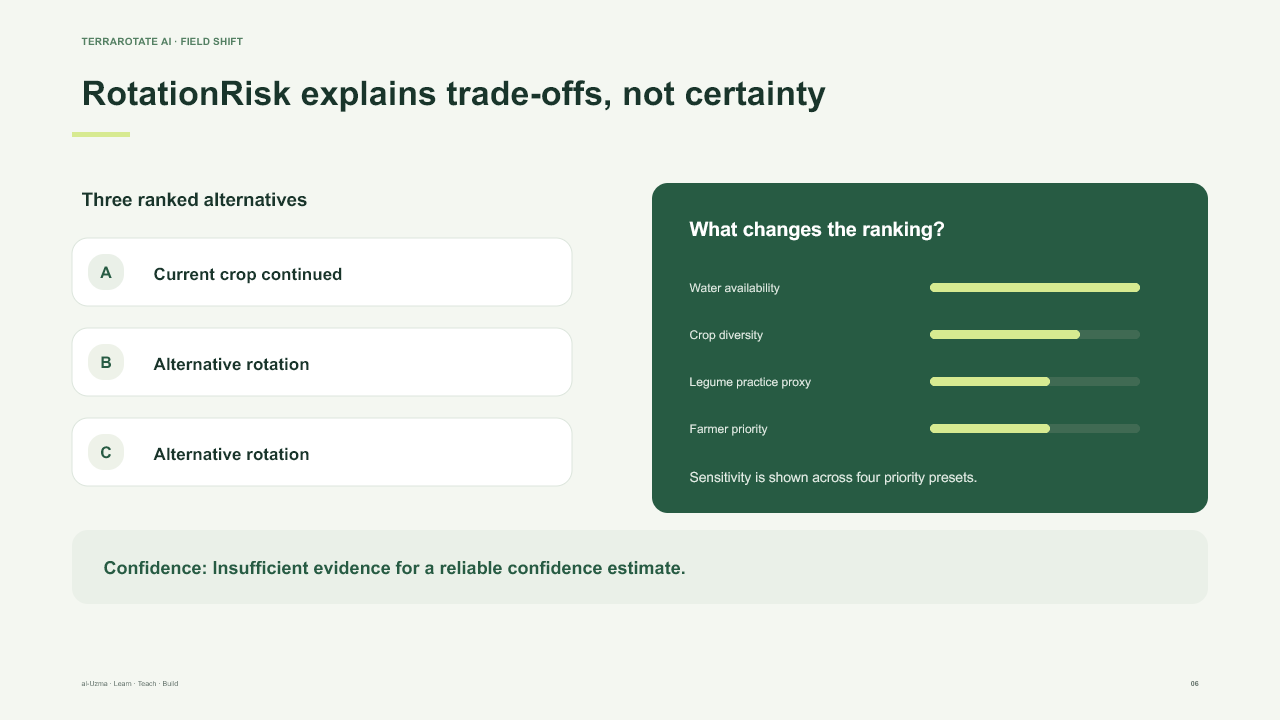 TERRAROTATE AI · FIELD SHIFT
RotationRisk explains trade-offs, not certainty
Three ranked alternatives
A
Current crop continued
B
Alternative rotation
C
Alternative rotation
What changes the ranking?
Water availability
Crop diversity
Legume practice proxy
Farmer priority
Sensitivity is shown across four priority presets.
Confidence: Insufficient evidence for a reliable confidence estimate.
al-Uzma · Learn · Teach · Build
06